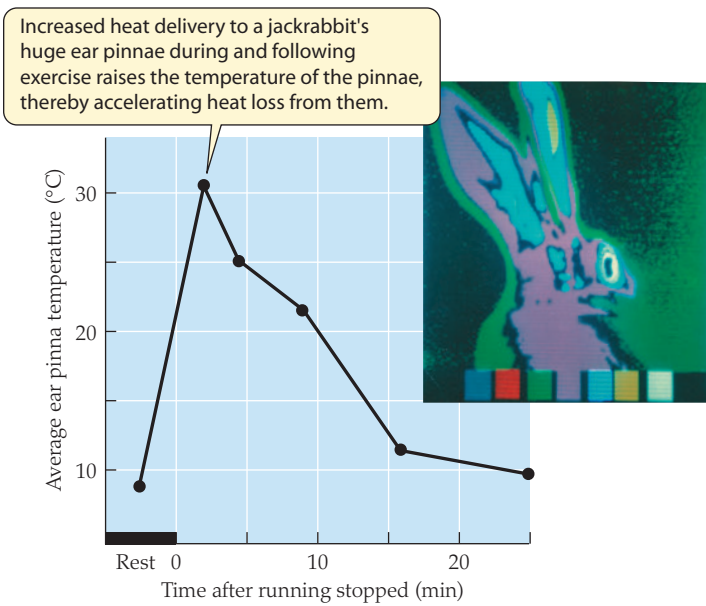 Increased heat delivery to a jackrabbit's
huge ear pinnae during and following
exercise raises the temperature of the pinnae,
thereby accelerating heat loss from them.
Average ear pinna temperature (°C)
30
20
10
Rest 0 10 20
Time after running stopped (min)